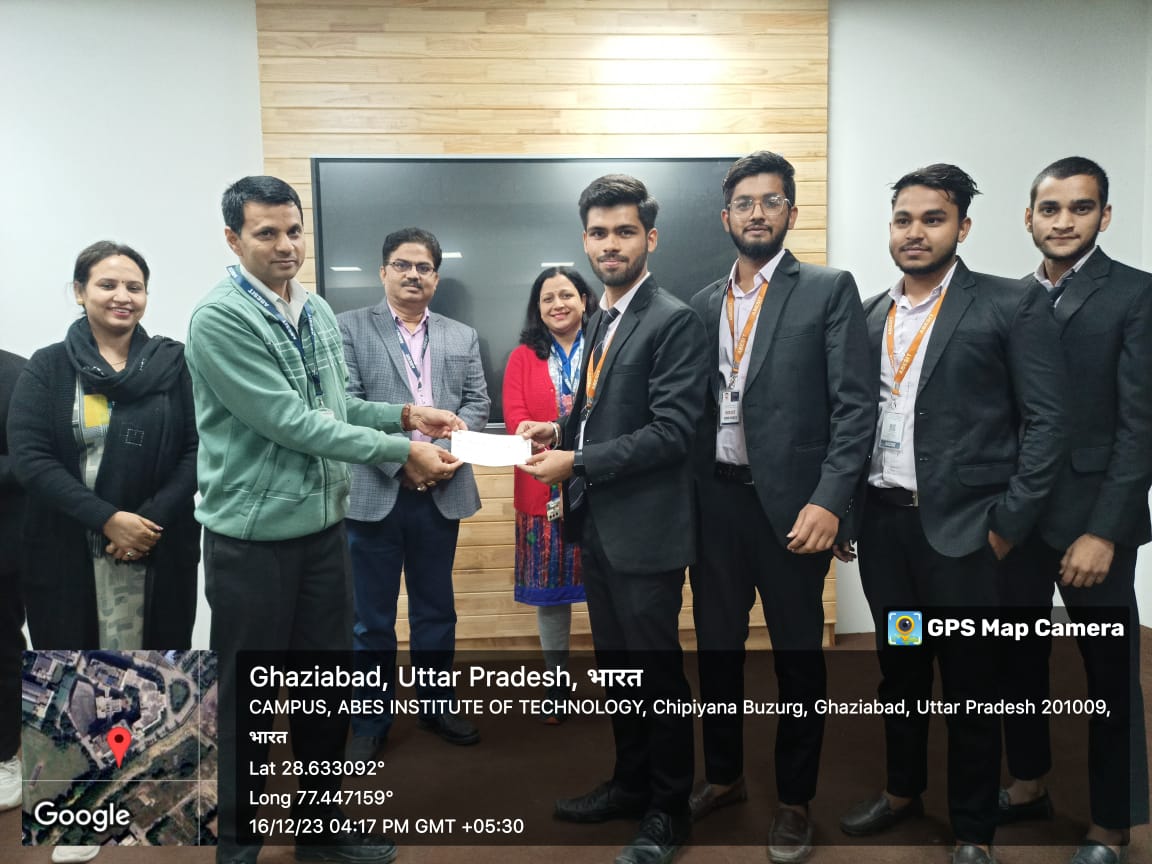 ABESIT
GPS Map Camera
Ghaziabad, Uttar Pradesh, भारत
CAMPUS, ABES INSTITUTE OF TECHNOLOGY, Chipiyana Buzurg, Ghaziabad, Uttar Pradesh 201009,
भारत
Lat 28.633092°
Long 77.447159°
16/12/23 04:17 PM GMT +05:30
Google